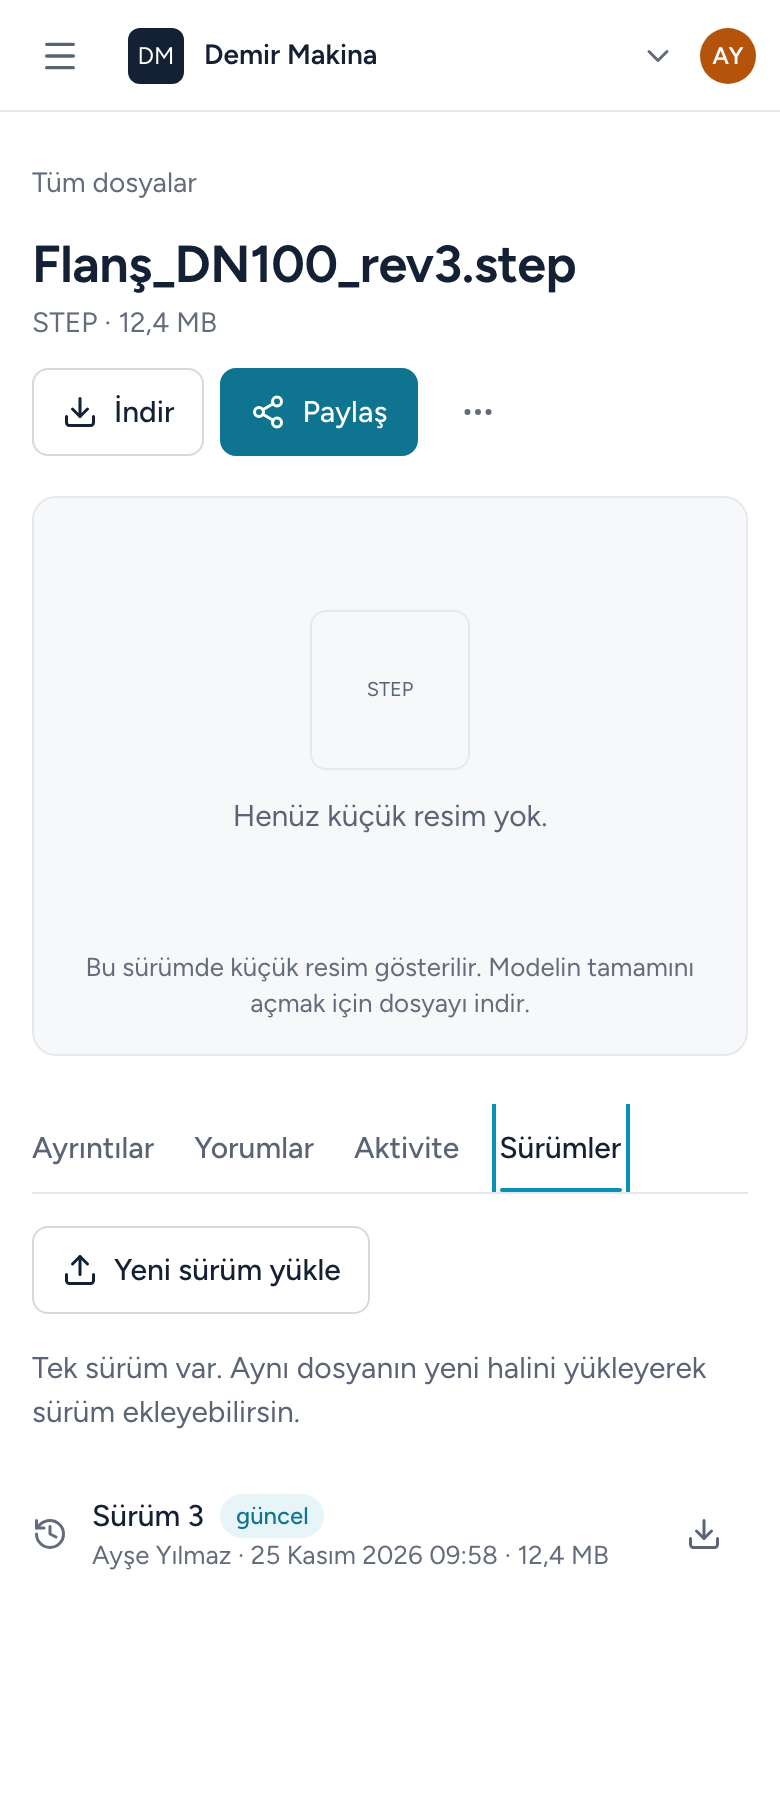 DM Demir Makina AY
Tüm dosyalar
Flanş_DN100_rev3.step
STEP · 12,4 MB
İndir Paylaş
STEP
Henüz küçük resim yok.
Bu sürümde küçük resim gösterilir. Modelin tamamını
açmak için dosyayı indir.
Ayrıntılar Yorumlar Aktivite Sürümler
Yeni sürüm yükle
Tek sürüm var. Aynı dosyanın yeni halini yükleyerek
sürüm ekleyebilirsin.
Sürüm 3 güncel
Ayşe Yılmaz · 25 Kasım 2026 09:58 · 12,4 MB